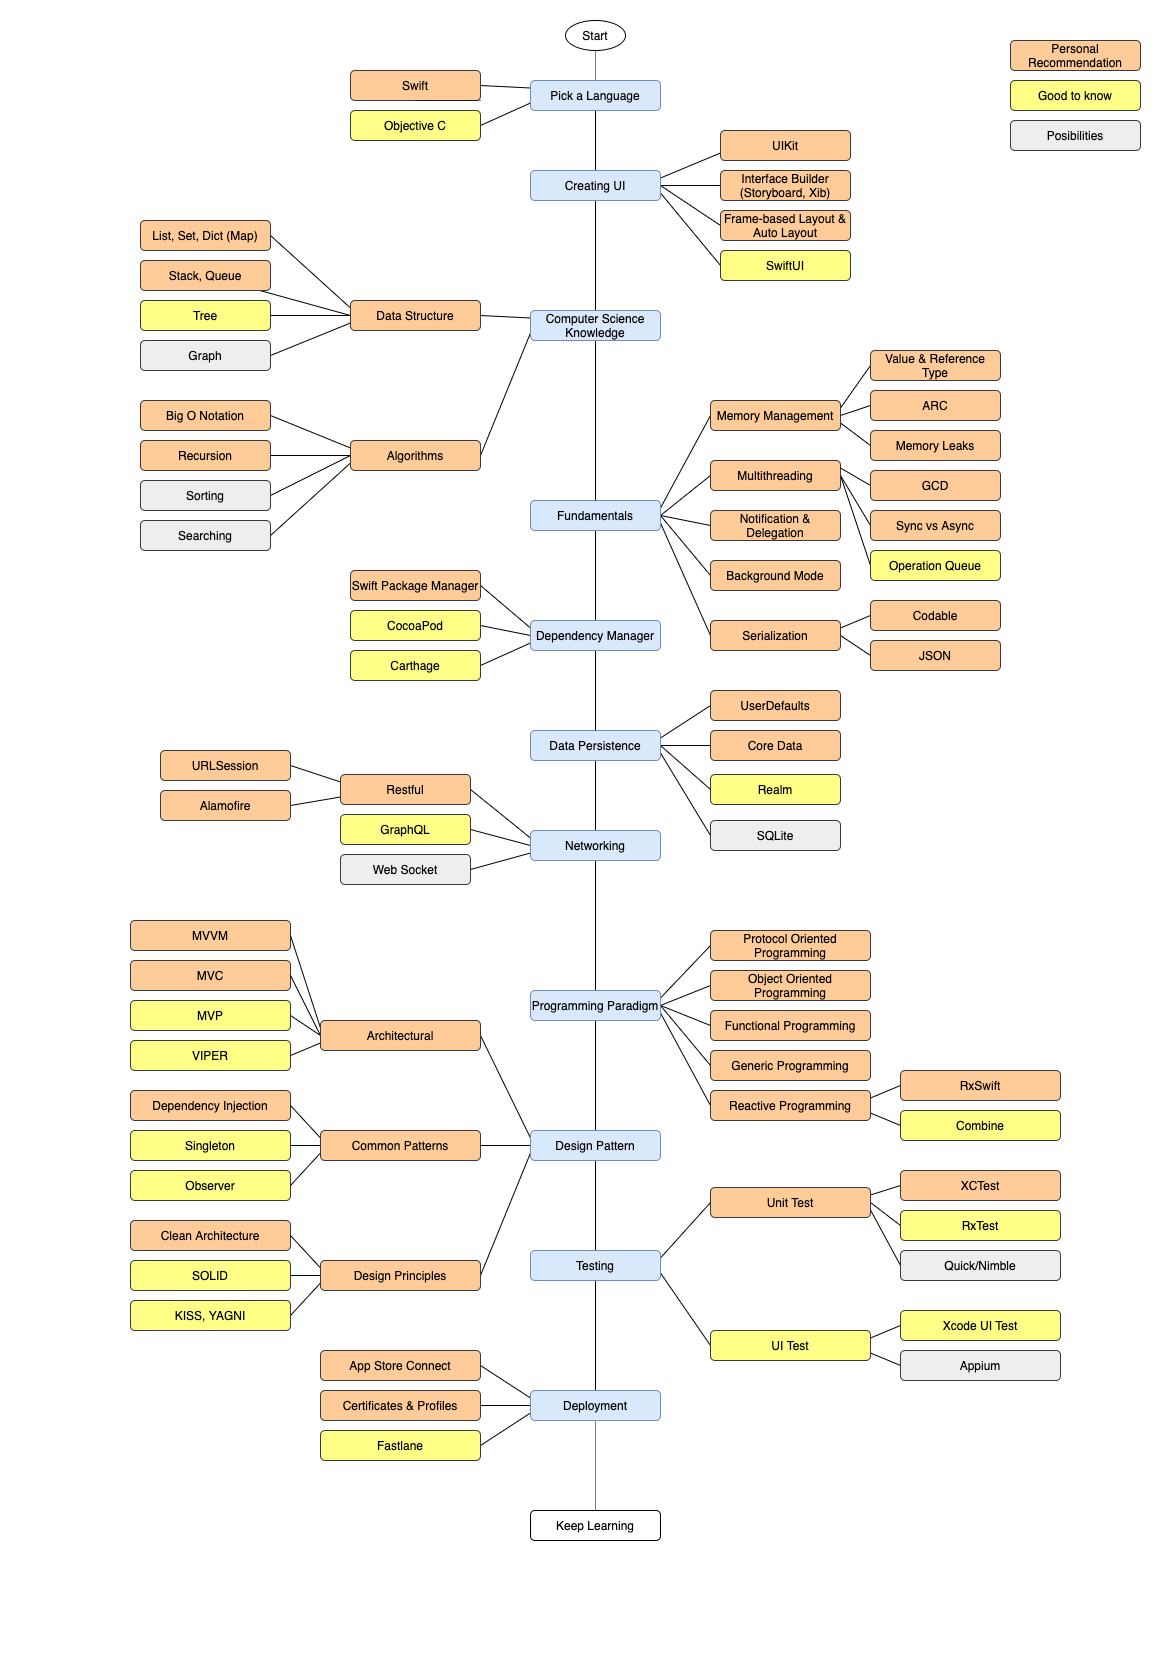 Start
Personal
Recommendation
Good to know
Posibilities
Swift
Objective C
Pick a Language
UIKit
Interface Builder
(Storyboard, Xib)
Frame-based Layout &
Auto Layout
SwiftUI
Creating UI
List, Set, Dict (Map)
Stack, Queue
Tree
Graph
Data Structure
Computer Science
Knowledge
Big O Notation
Recursion
Sorting
Searching
Algorithms
Value & Reference
Type
ARC
Memory Leaks
Memory Management
Multithreading
GCD
Sync vs Async
Operation Queue
Fundamentals
Notification &
Delegation
Background Mode
Serialization
Codable
JSON
Swift Package Manager
CocoaPod
Carthage
Dependency Manager
UserDefaults
Core Data
Realm
SQLite
Data Persistence
URLSession
Alamofire
Restful
GraphQL
Web Socket
Networking
Protocol Oriented
Programming
Object Oriented
Programming
Functional Programming
Generic Programming
Reactive Programming
RxSwift
Combine
Programming Paradigm
MVVM
MVC
MVP
VIPER
Architectural
Dependency Injection
Singleton
Observer
Common Patterns
Design Pattern
Clean Architecture
SOLID
KISS, YAGNI
Design Principles
Testing
Unit Test
XCTest
RxTest
Quick/Nimble
UI Test
Xcode UI Test
Appium
App Store Connect
Certificates & Profiles
Fastlane
Deployment
Keep Learning